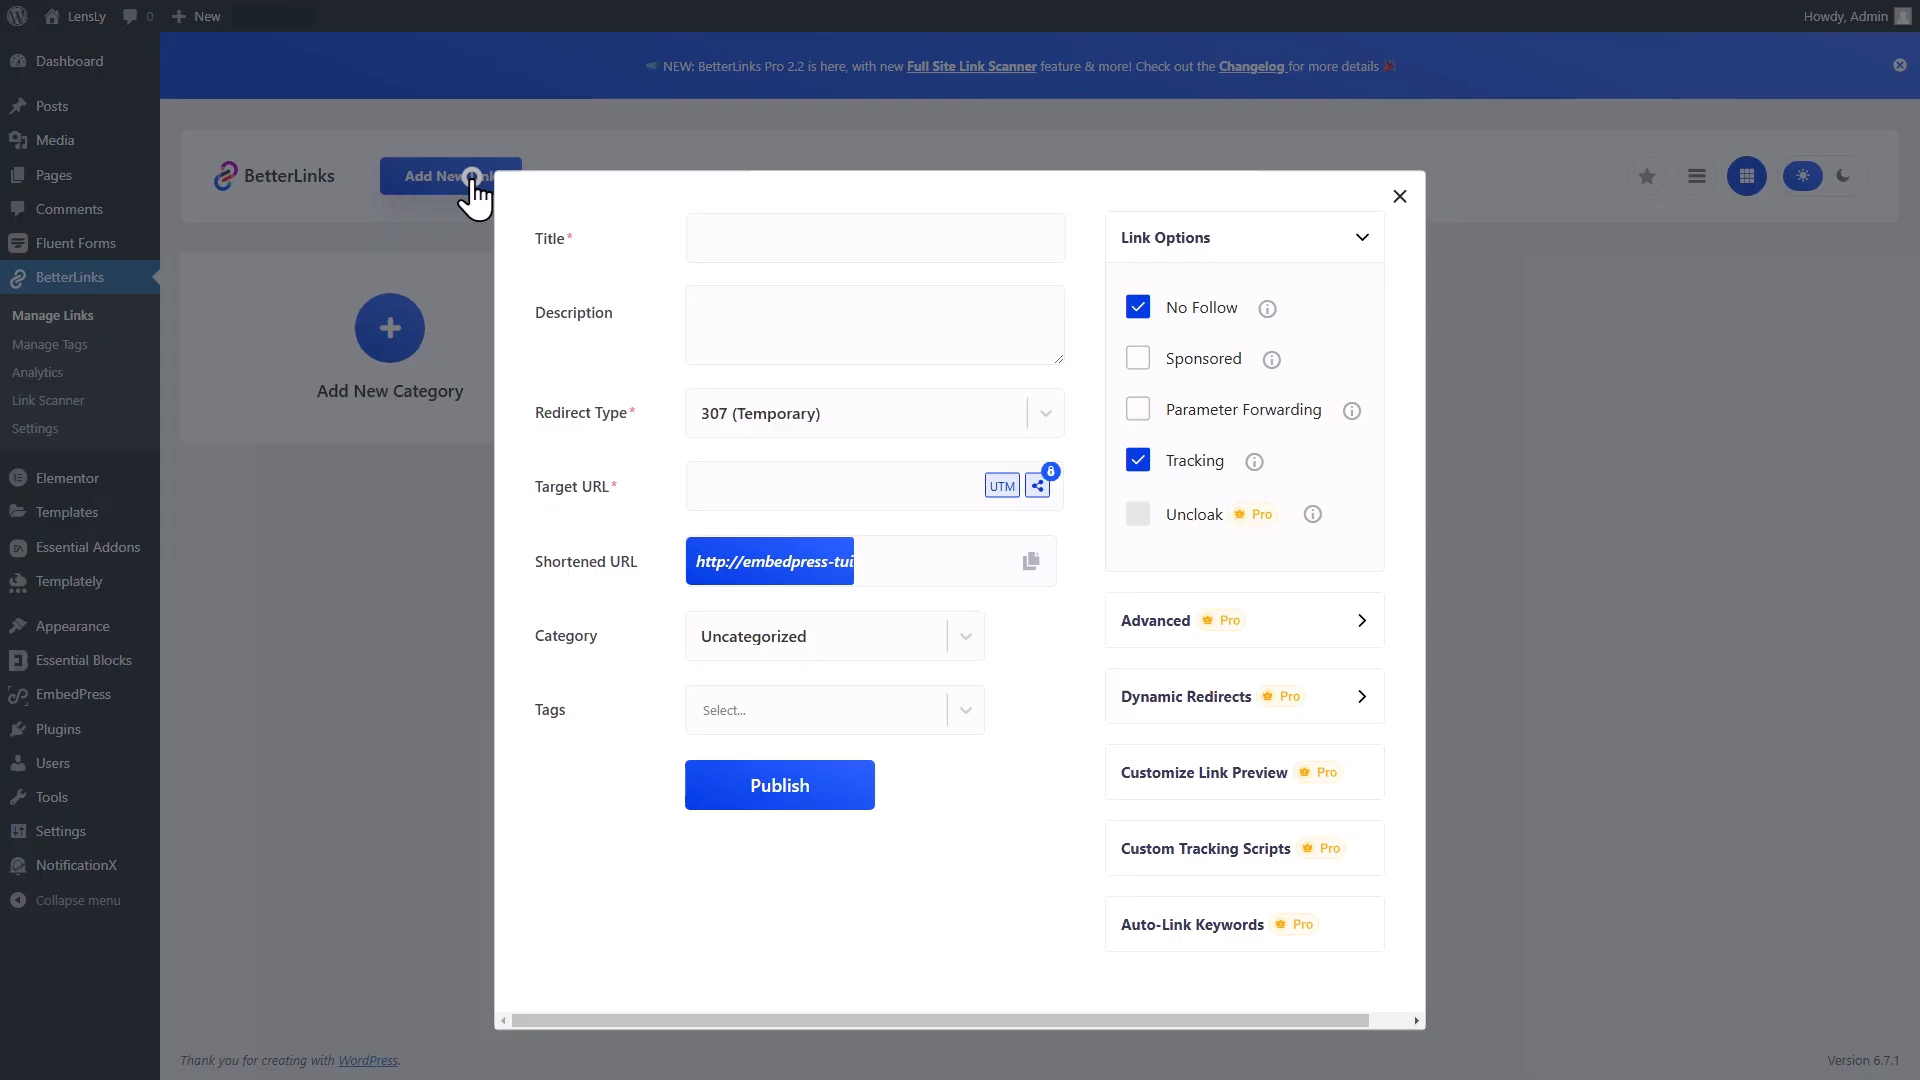 LensLy
0
New
Howdy, Admin
Dashboard
Posts
Media
Pages
Comments
Fluent Forms
BetterLinks
Manage Links
Manage Tags
Analytics
Link Scanner
Settings
Elementor
Templates
Essential Addons
Templately
Appearance
Essential Blocks
EmbedPress
Plugins
Users
Tools
Settings
NotificationX
Collapse menu
NEW: BetterLinks Pro 2.2 is here, with new Full Site Link Scanner feature & more! Check out the Changelog for more details
BetterLinks
Add New
Add New Category
Title*
Description
Redirect Type*
307 (Temporary)
Target URL*
UTM
Shortened URL
http://embedpress-tui
Category
Uncategorized
Tags
Select...
Publish
Link Options
No Follow
Sponsored
Parameter Forwarding
Tracking
Uncloak Pro
Advanced Pro
Dynamic Redirects Pro
Customize Link Preview Pro
Custom Tracking Scripts Pro
Auto-Link Keywords Pro
Thank you for creating with WordPress.
Version 6.7.1